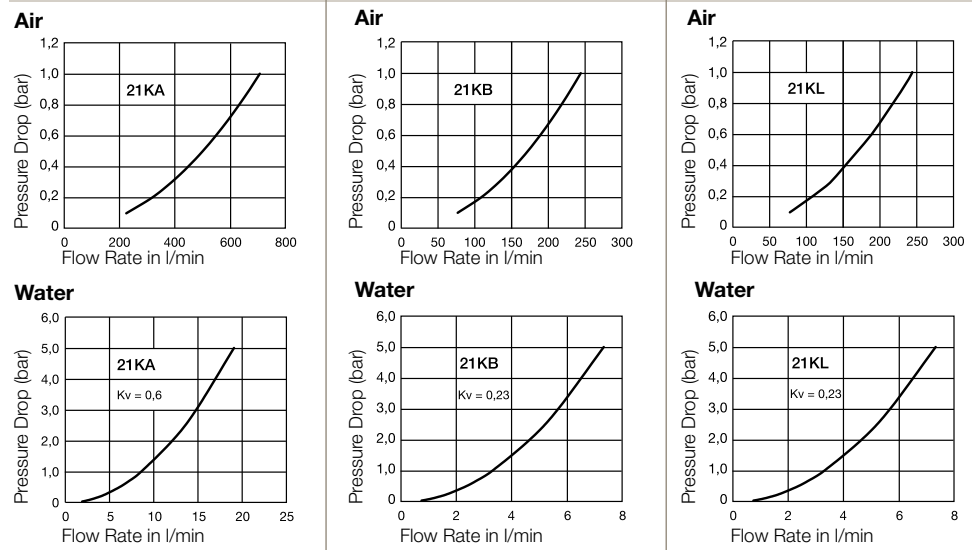 Air
Pressure Drop (bar)
1,2
1,0
0,8
0,6
0,4
0,2
0
21KA
0 200 400 600 800
Flow Rate in l/min
Air
Pressure Drop (bar)
1,2
1,0
0,8
0,6
0,4
0,2
0
21KB
0 50 100 150 200 250 300
Flow Rate in l/min
Air
Pressure Drop (bar)
1,2
1,0
0,8
0,6
0,4
0,2
0
21KL
0 50 100 150 200 250 300
Flow Rate in l/min
Water
Pressure Drop (bar)
6,0
5,0
4,0
3,0
2,0
1,0
0
21KA
Kv = 0,6
0 5 10 15 20 25
Flow Rate in l/min
Water
Pressure Drop (bar)
6,0
5,0
4,0
3,0
2,0
1,0
0
21KB
Kv = 0,23
0 2 4 6 8
Flow Rate in l/min
Water
Pressure Drop (bar)
6,0
5,0
4,0
3,0
2,0
1,0
0
21KL
Kv = 0,23
0 2 4 6 8
Flow Rate in l/min